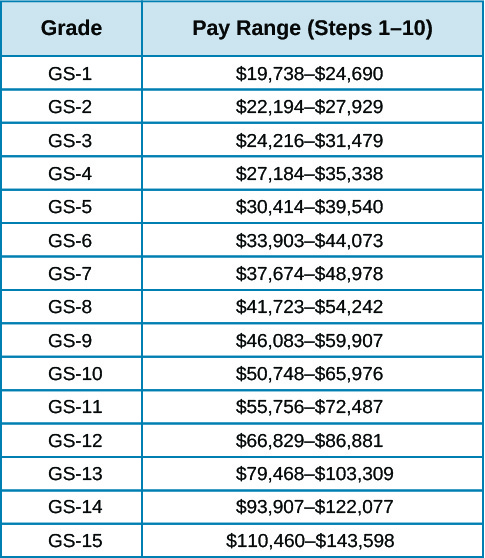 Grade Pay Range (Steps 1–10)
GS-1 $19,738–$24,690
GS-2 $22,194–$27,929
GS-3 $24,216–$31,479
GS-4 $27,184–$35,338
GS-5 $30,414–$39,540
GS-6 $33,903–$44,073
GS-7 $37,674–$48,978
GS-8 $41,723–$54,242
GS-9 $46,083–$59,907
GS-10 $50,748–$65,976
GS-11 $55,756–$72,487
GS-12 $66,829–$86,881
GS-13 $79,468–$103,309
GS-14 $93,907–$122,077
GS-15 $110,460–$143,598